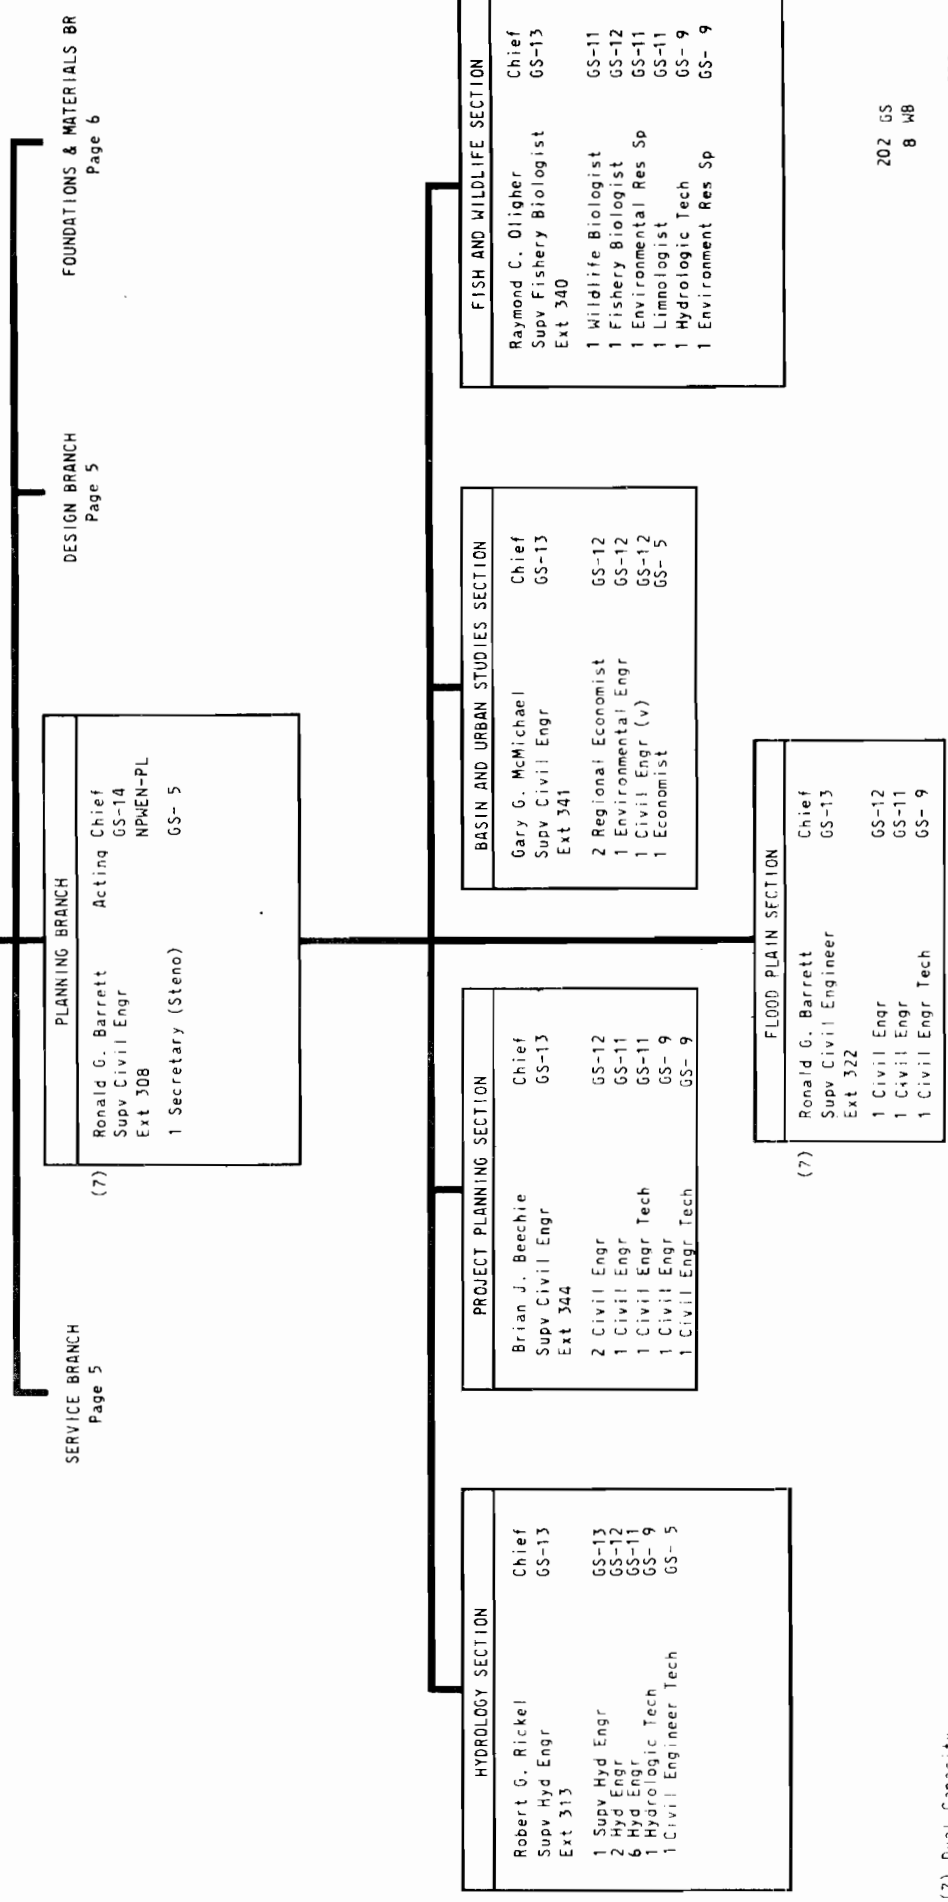 SERVICE BRANCH
Page 5
DESIGN BRANCH
Page 5
FOUNDATIONS & MATERIALS BR
Page 6
PLANNING BRANCH
(7) Ronald G. Barrett Acting Chief
Supv Civil Engr GS-14
Ext 308 NPWEN-PL
1 Secretary (Steno) GS- 5
HYDROLOGY SECTION
Robert G. Rickel Chief
Supv Hyd Engr GS-13
Ext 313
1 Supv Hyd Engr GS-13
2 Hyd Engr GS-12
6 Hyd Engr GS-11
1 Hydrologic Tech GS- 9
1 Civil Engineer Tech GS- 5
PROJECT PLANNING SECTION
Brian J. Beechie Chief
Supv Civil Engr GS-13
Ext 344
2 Civil Engr GS-12
1 Civil Engr GS-11
1 Civil Engr Tech GS-11
1 Civil Engr GS- 9
1 Civil Engr Tech GS- 9
BASIN AND URBAN STUDIES SECTION
Gary G. McMichael Chief
Supv Civil Engr GS-13
Ext 341
2 Regional Economist GS-12
1 Environmental Engr GS-12
1 Civil Engr (v) GS-12
1 Economist GS- 5
FISH AND WILDLIFE SECTION
Raymond C. Oligher Chief
Supv Fishery Biologist GS-13
Ext 340
1 Wildlife Biologist GS-11
1 Fishery Biologist GS-12
1 Environmental Res Sp GS-11
1 Limnologist GS-11
1 Hydrologic Tech GS- 9
1 Environment Res Sp GS- 9
FLOOD PLAIN SECTION
(7) Ronald G. Barrett Chief
Supv Civil Engineer GS-13
Ext 322
1 Civil Engr GS-12
1 Civil Engr GS-11
1 Civil Engr Tech GS- 9
202 GS
8 WB
(7) Dual Capacity